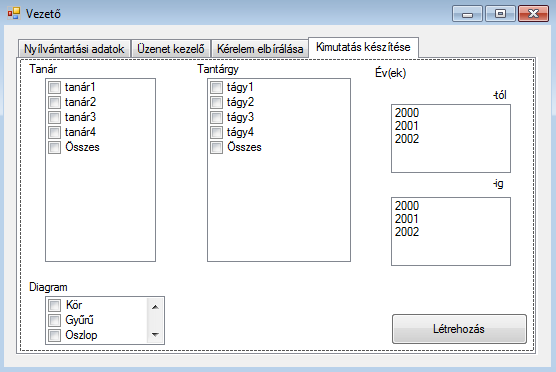 Vezető
Nyílvántartási adatok
Üzenet kezelő
Kérelem elbírálása
Kimutatás készítése
Tanár
tanár1
tanár2
tanár3
tanár4
Összes
Tantárgy
tágy1
tágy2
tágy3
tágy4
Összes
Év(ek)
-tól
2000
2001
2002
-ig
2000
2001
2002
Diagram
Kör
Gyűrű
Oszlop
Létrehozás